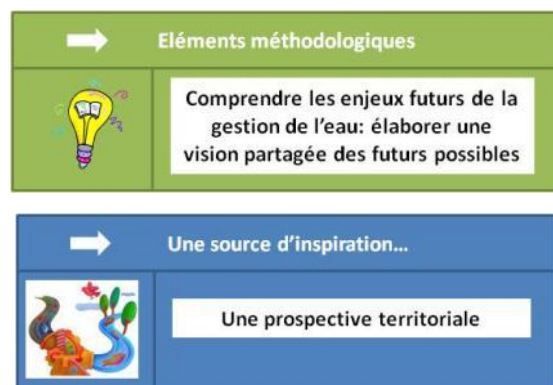 Eléments méthodologiques
Comprendre les enjeux futurs de la
gestion de l’eau: élaborer une
vision partagée des futurs possibles
Une source d’inspiration...
Une prospective territoriale